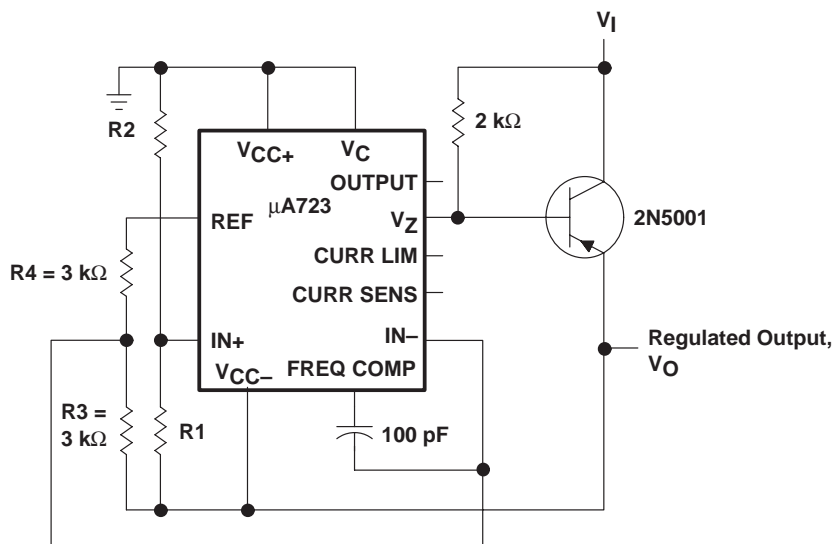 VI
R2
2 kΩ
VCC+
VC
OUTPUT
μA723
REF
VZ
2N5001
R4 = 3 kΩ
CURR LIM
CURR SENS
IN+
IN–
Regulated Output,
VO
VCC–
FREQ COMP
R3 =
3 kΩ
R1
100 pF